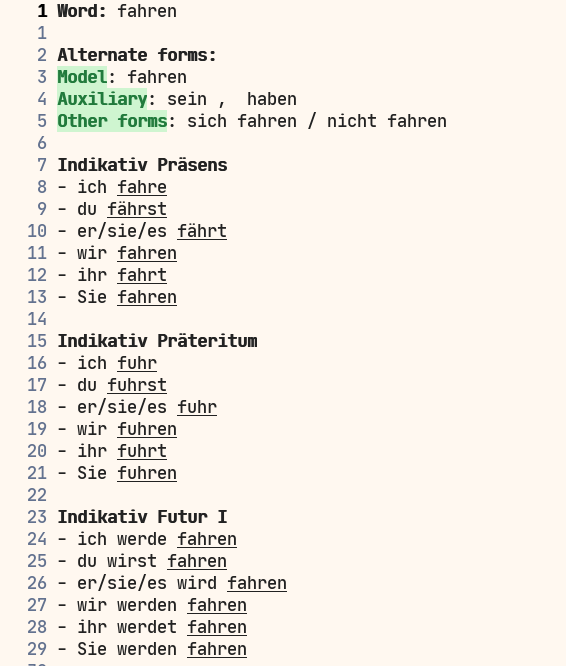 1 Word: fahren
1
2 Alternate forms:
3 Model: fahren
4 Auxiliary: sein ,  haben
5 Other forms: sich fahren / nicht fahren
6
7 Indikativ Präsens
8 - ich fahre
9 - du fährst
10 - er/sie/es fährt
11 - wir fahren
12 - ihr fahrt
13 - Sie fahren
14
15 Indikativ Präteritum
16 - ich fuhr
17 - du fuhrst
18 - er/sie/es fuhr
19 - wir fuhren
20 - ihr fuhrt
21 - Sie fuhren
22
23 Indikativ Futur I
24 - ich werde fahren
25 - du wirst fahren
26 - er/sie/es wird fahren
27 - wir werden fahren
28 - ihr werdet fahren
29 - Sie werden fahren